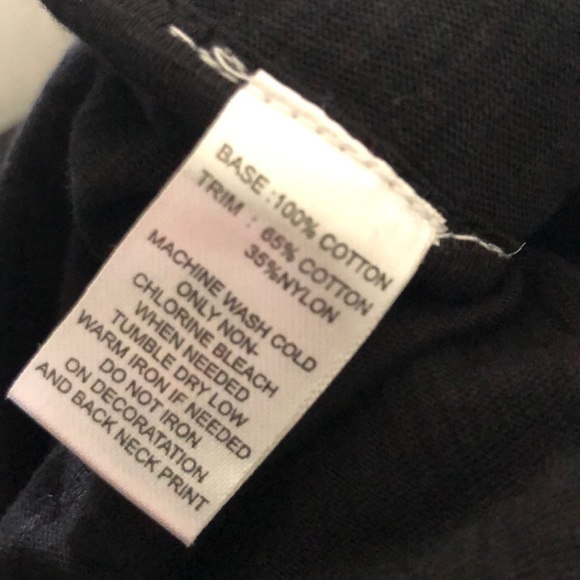 BASE :100% COTTON
TRIM : 65% COTTON
35%NYLON
MACHINE WASH COLD
ONLY NON-
CHLORINE BLEACH
WHEN NEEDED
TUMBLE DRY LOW
WARM IRON IF NEEDED
DO NOT IRON
ON DECORATATION
AND BACK NECK PRINT